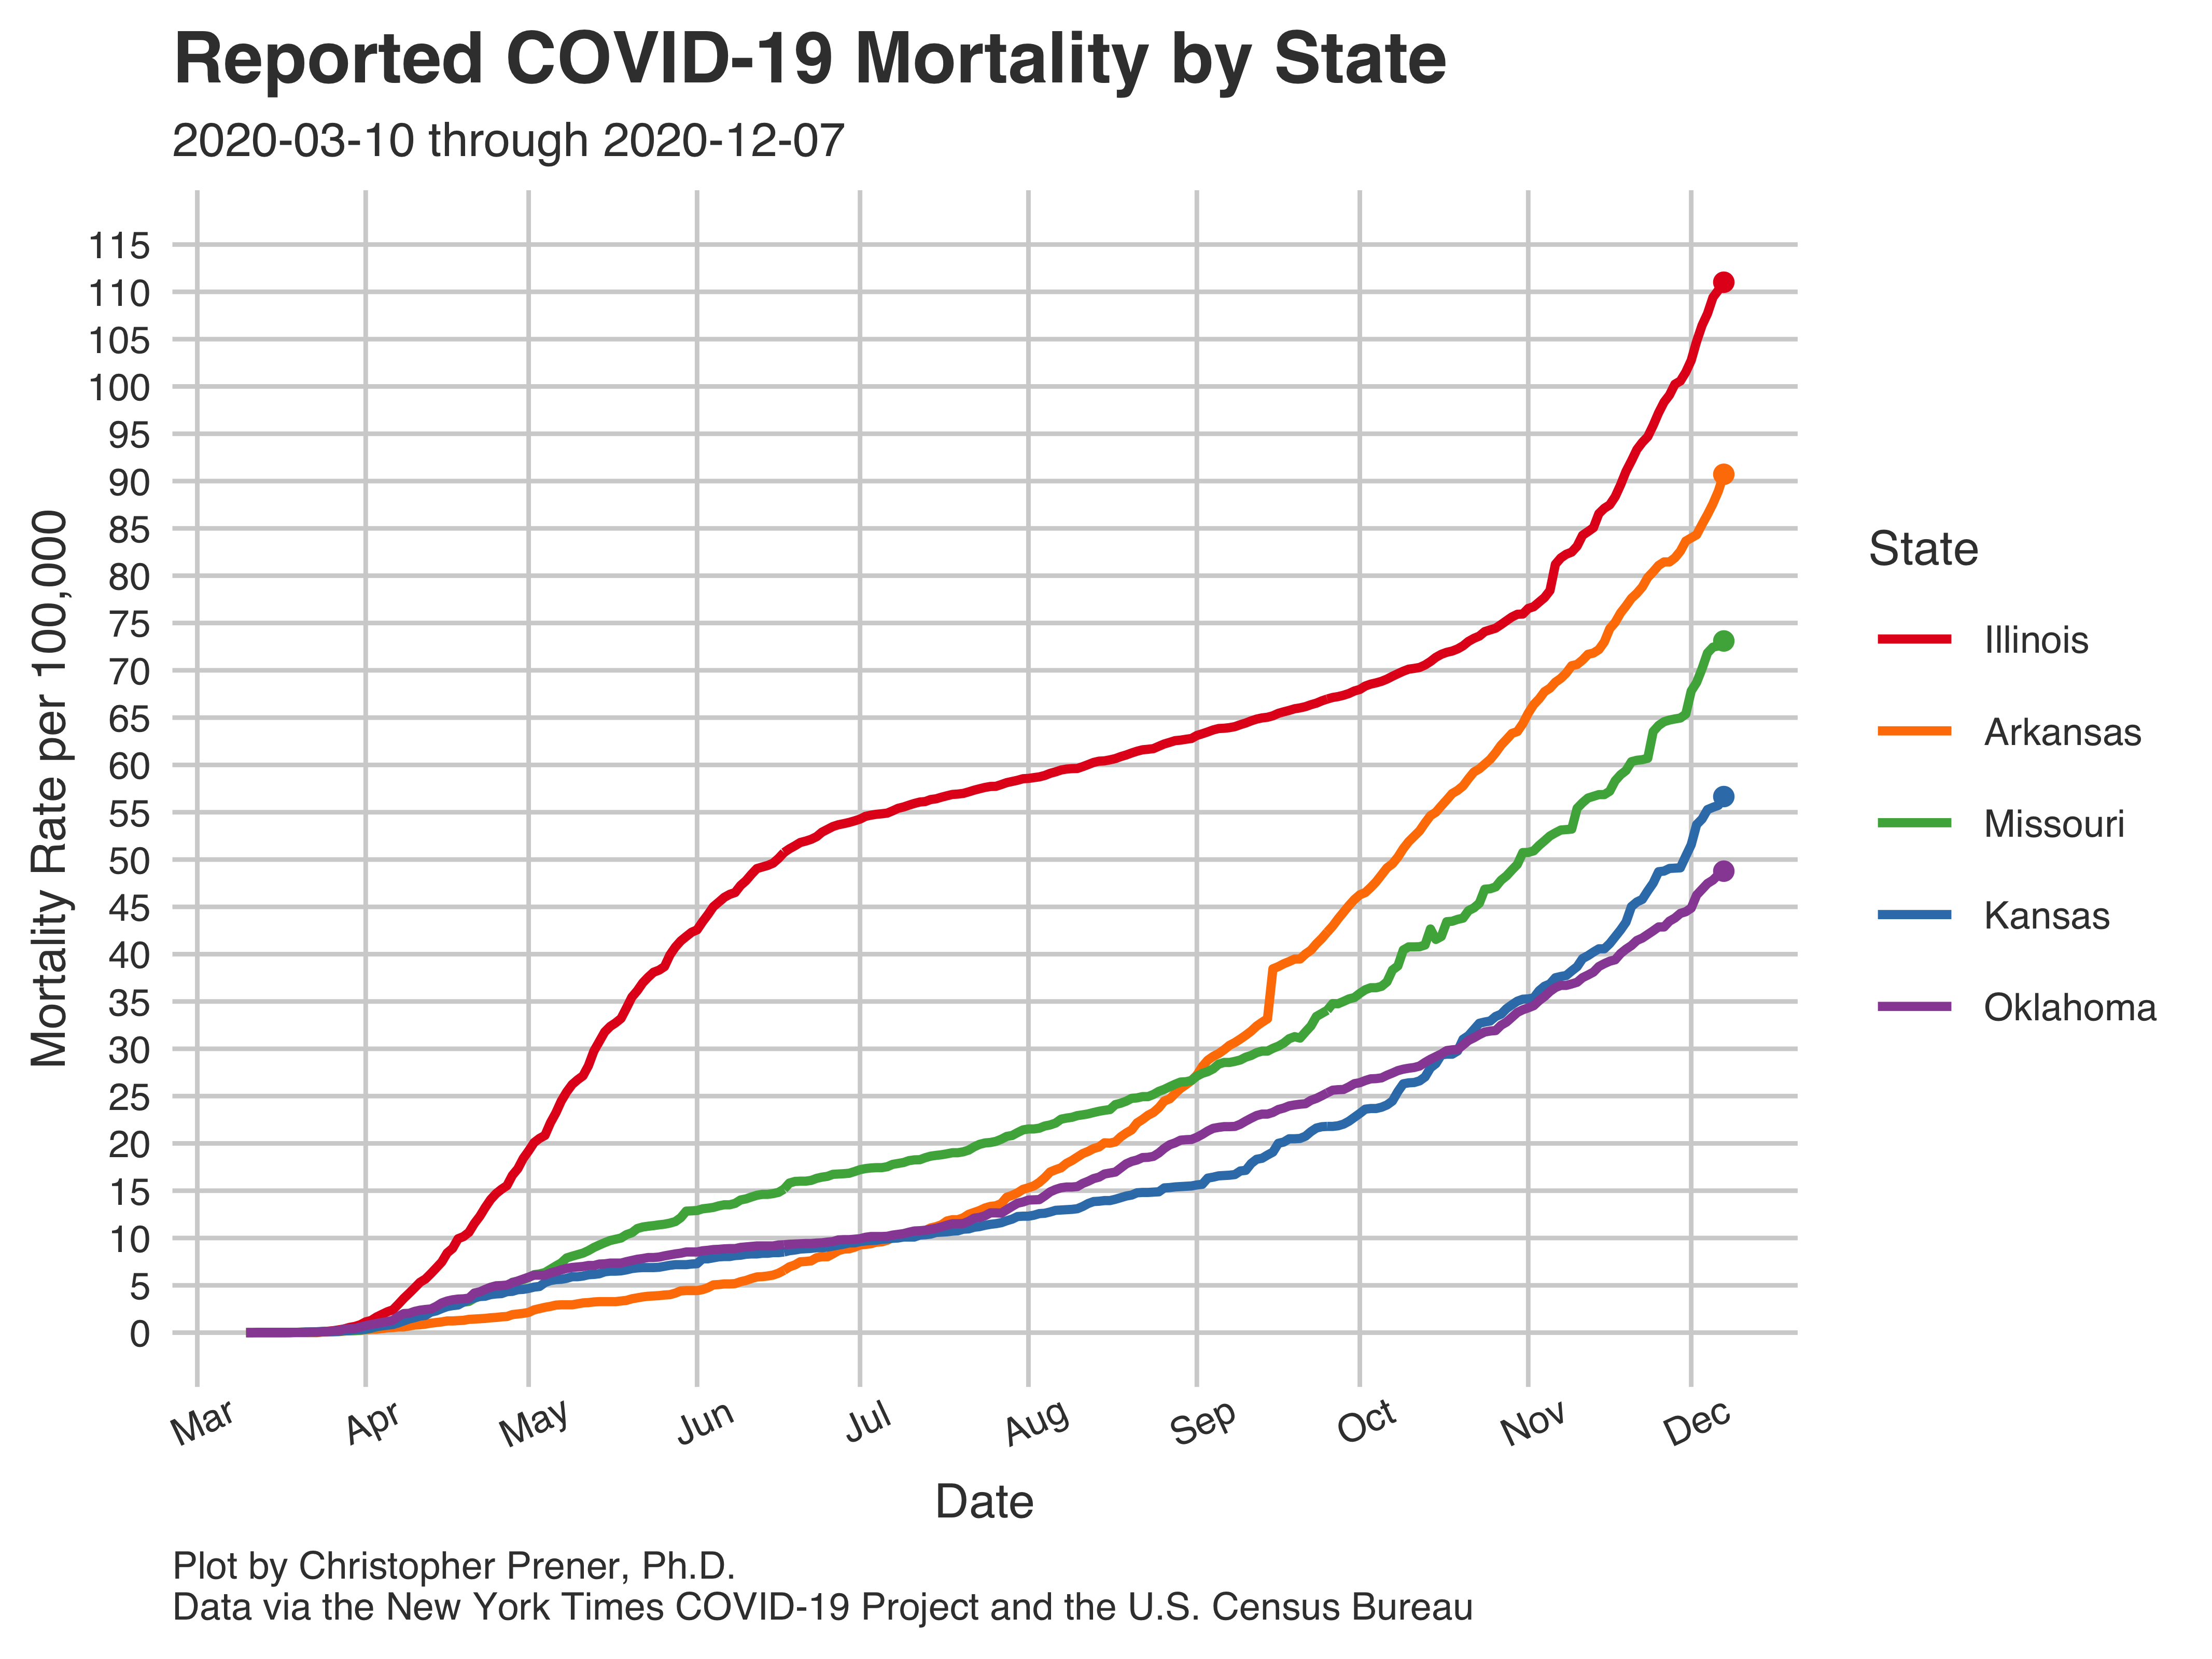 Reported COVID-19 Mortality by State
2020-03-10 through 2020-12-07
Mortality Rate per 100,000
115
110
105
100
95
90
85
80
75
70
65
60
55
50
45
40
35
30
25
20
15
10
5
0
Mar Apr May Jun Jul Aug Sep Oct Nov Dec
Date
State
Illinois
Arkansas
Missouri
Kansas
Oklahoma
Plot by Christopher Prener, Ph.D.
Data via the New York Times COVID-19 Project and the U.S. Census Bureau